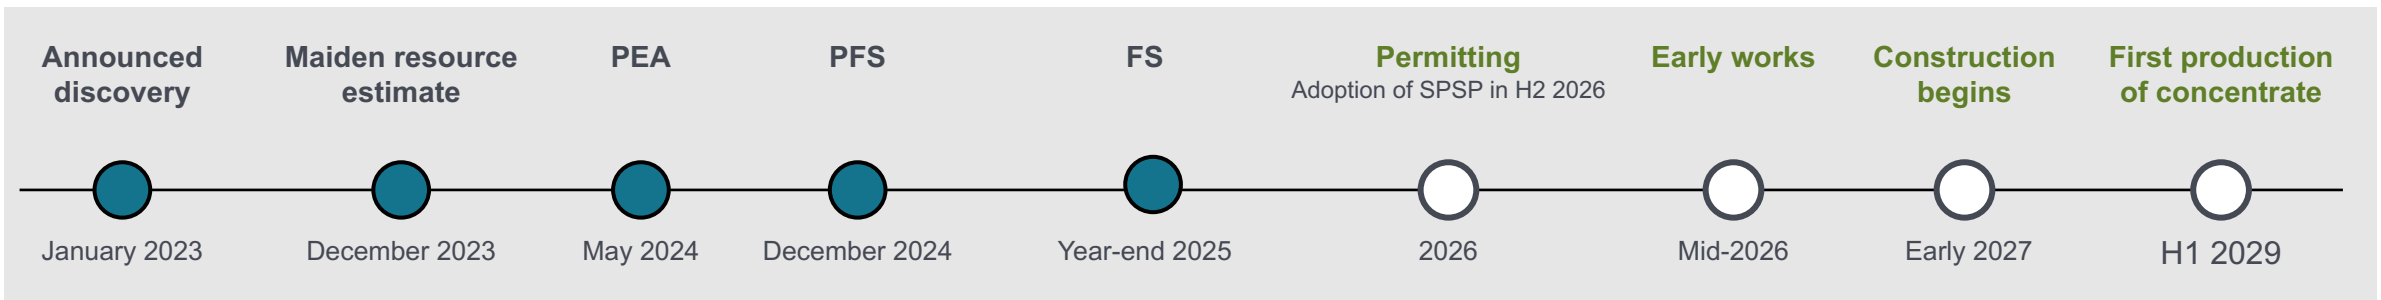 Announced
discovery
Maiden resource
estimate
PEA
PFS
FS
Permitting
Adoption of SPSP in H2 2026
Early works
Construction
begins
First production
of concentrate
January 2023
December 2023
May 2024
December 2024
Year-end 2025
2026
Mid-2026
Early 2027
H1 2029